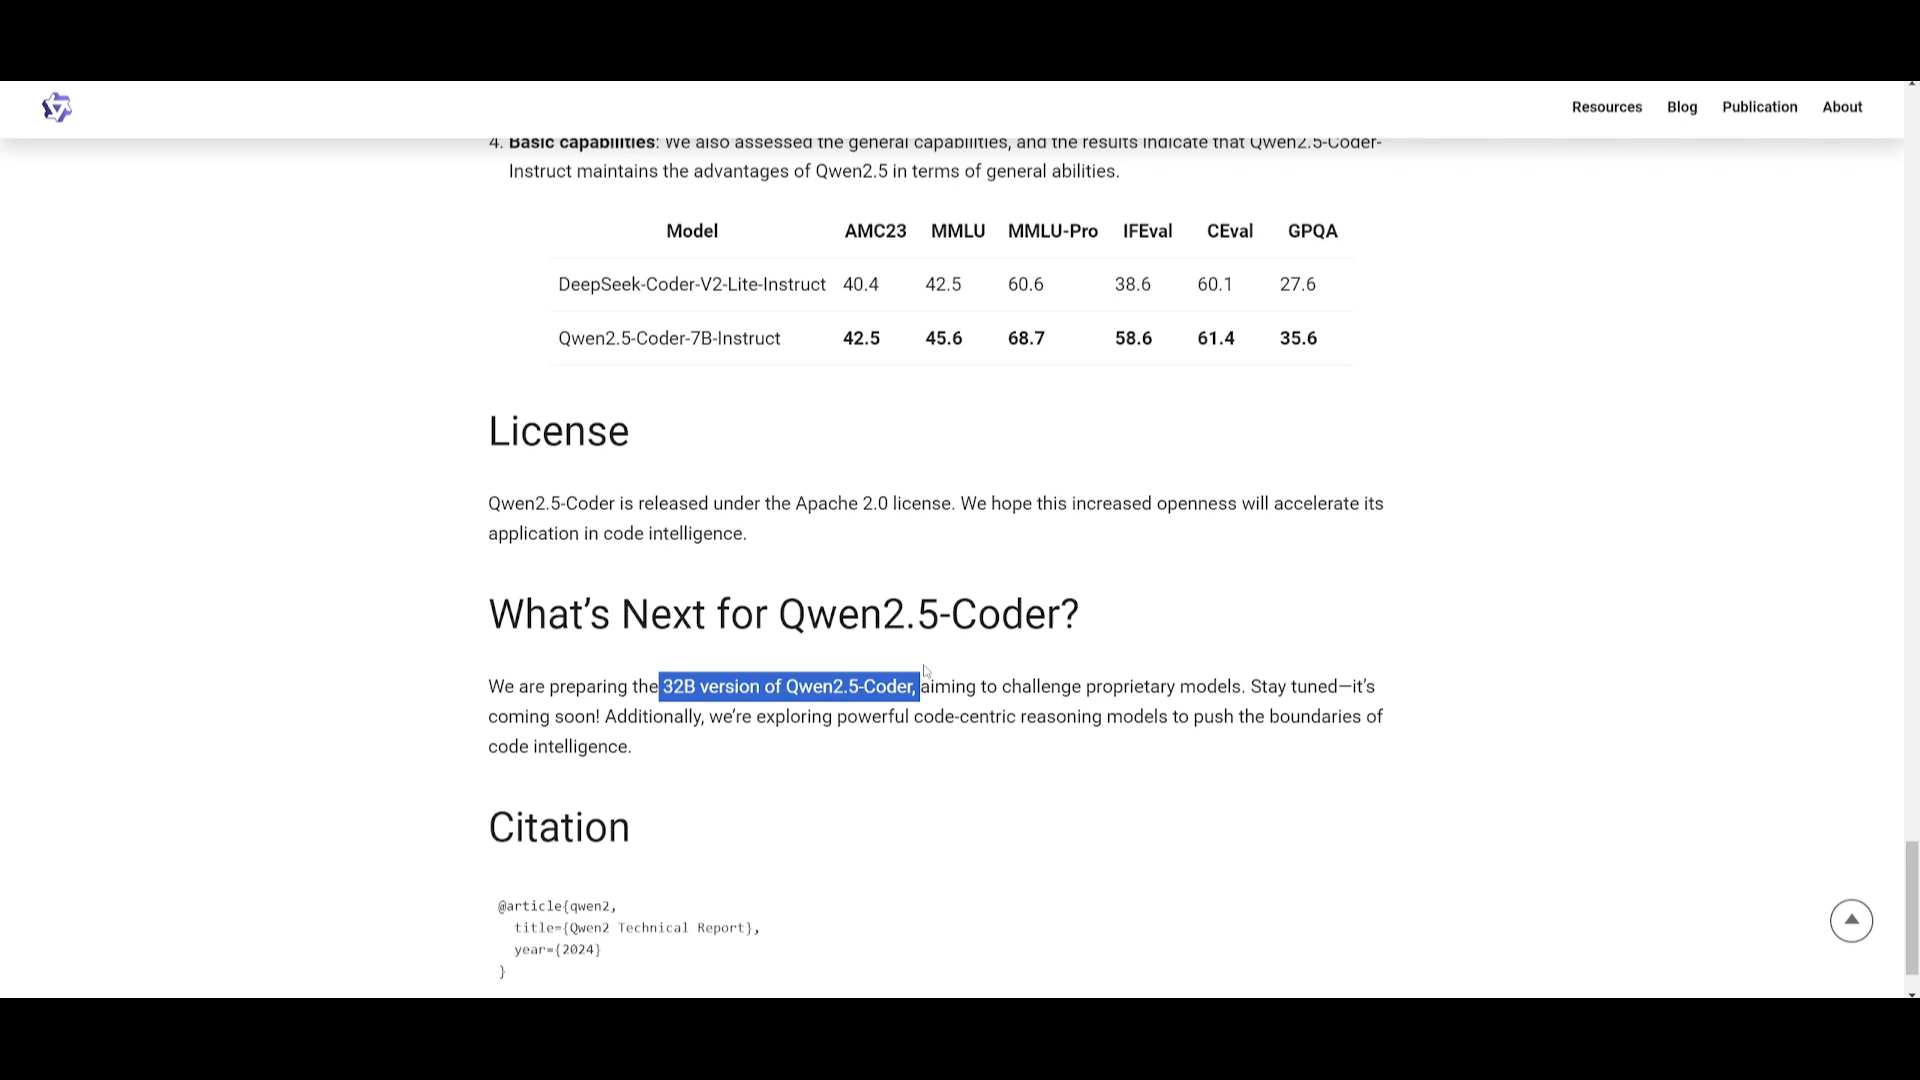 Resources Blog Publication About
4. Basic capabilities: We also assessed the general capabilities, and the results indicate that Qwen2.5-Coder-
Instruct maintains the advantages of Qwen2.5 in terms of general abilities.
Model AMC23 MMLU MMLU-Pro IFEval CEval GPQA
DeepSeek-Coder-V2-Lite-Instruct 40.4 42.5 60.6 38.6 60.1 27.6
Qwen2.5-Coder-7B-Instruct 42.5 45.6 68.7 58.6 61.4 35.6
License
Qwen2.5-Coder is released under the Apache 2.0 license. We hope this increased openness will accelerate its
application in code intelligence.
What’s Next for Qwen2.5-Coder?
We are preparing the 32B version of Qwen2.5-Coder, aiming to challenge proprietary models. Stay tuned—it’s
coming soon! Additionally, we’re exploring powerful code-centric reasoning models to push the boundaries of
code intelligence.
Citation
@article{qwen2,
title={Qwen2 Technical Report},
year={2024}
}